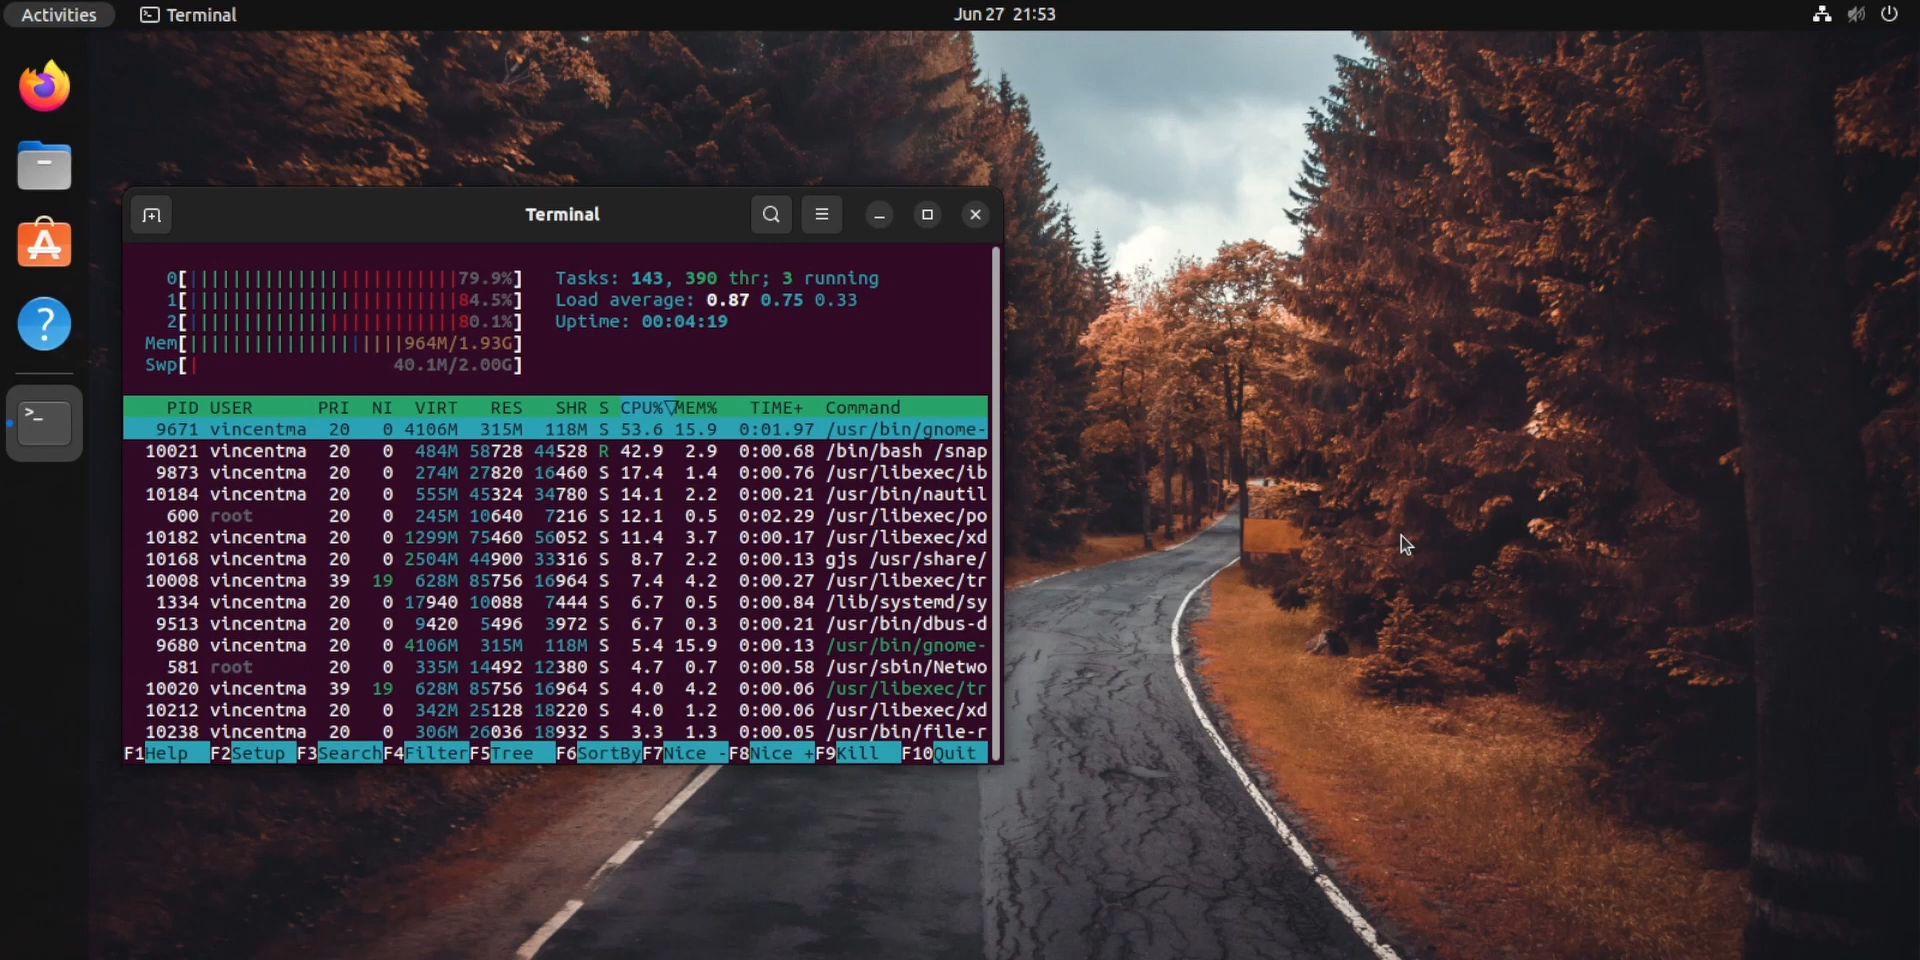 Activities Terminal Jun 27 21:53
Terminal
0[||||||||||||||||||||||||||79.9%] Tasks: 143, 390 thr; 3 running
1[||||||||||||||||||||||||||84.5%] Load average: 0.87 0.75 0.33
2[||||||||||||||||||||||||||80.1%] Uptime: 00:04:19
Mem[||||||||||||||||||||964M/1.93G]
Swp[| 40.1M/2.00G]
PID USER PRI NI VIRT RES SHR S CPU%▽MEM% TIME+ Command
9671 vincentma 20 0 4106M 315M 118M S 53.6 15.9 0:01.97 /usr/bin/gnome-
10021 vincentma 20 0 484M 58728 44528 R 42.9 2.9 0:00.68 /bin/bash /snap
9873 vincentma 20 0 274M 27820 16460 S 17.4 1.4 0:00.76 /usr/libexec/ib
10184 vincentma 20 0 555M 45324 34780 S 14.1 2.2 0:00.21 /usr/bin/nautil
600 root 20 0 245M 10640 7216 S 12.1 0.5 0:02.29 /usr/libexec/po
10182 vincentma 20 0 1299M 75460 56052 S 11.4 3.7 0:00.17 /usr/libexec/xd
10168 vincentma 20 0 2504M 44900 33316 S 8.7 2.2 0:00.13 gjs /usr/share/
10008 vincentma 39 19 628M 85756 16964 S 7.4 4.2 0:00.27 /usr/libexec/tr
1334 vincentma 20 0 17940 10088 7444 S 6.7 0.5 0:00.84 /lib/systemd/sy
9513 vincentma 20 0 9420 5496 3972 S 6.7 0.3 0:00.21 /usr/bin/dbus-d
9680 vincentma 20 0 4106M 315M 118M S 5.4 15.9 0:00.13 /usr/bin/gnome-
581 root 20 0 335M 14492 12380 S 4.7 0.7 0:00.58 /usr/sbin/Netwo
10020 vincentma 39 19 628M 85756 16964 S 4.0 4.2 0:00.06 /usr/libexec/tr
10212 vincentma 20 0 342M 25128 18220 S 4.0 1.2 0:00.06 /usr/libexec/xd
10238 vincentma 20 0 306M 26036 18932 S 3.3 1.3 0:00.05 /usr/bin/file-r
F1Help F2Setup F3SearchF4FilterF5Tree F6SortByF7Nice -F8Nice +F9Kill F10Quit